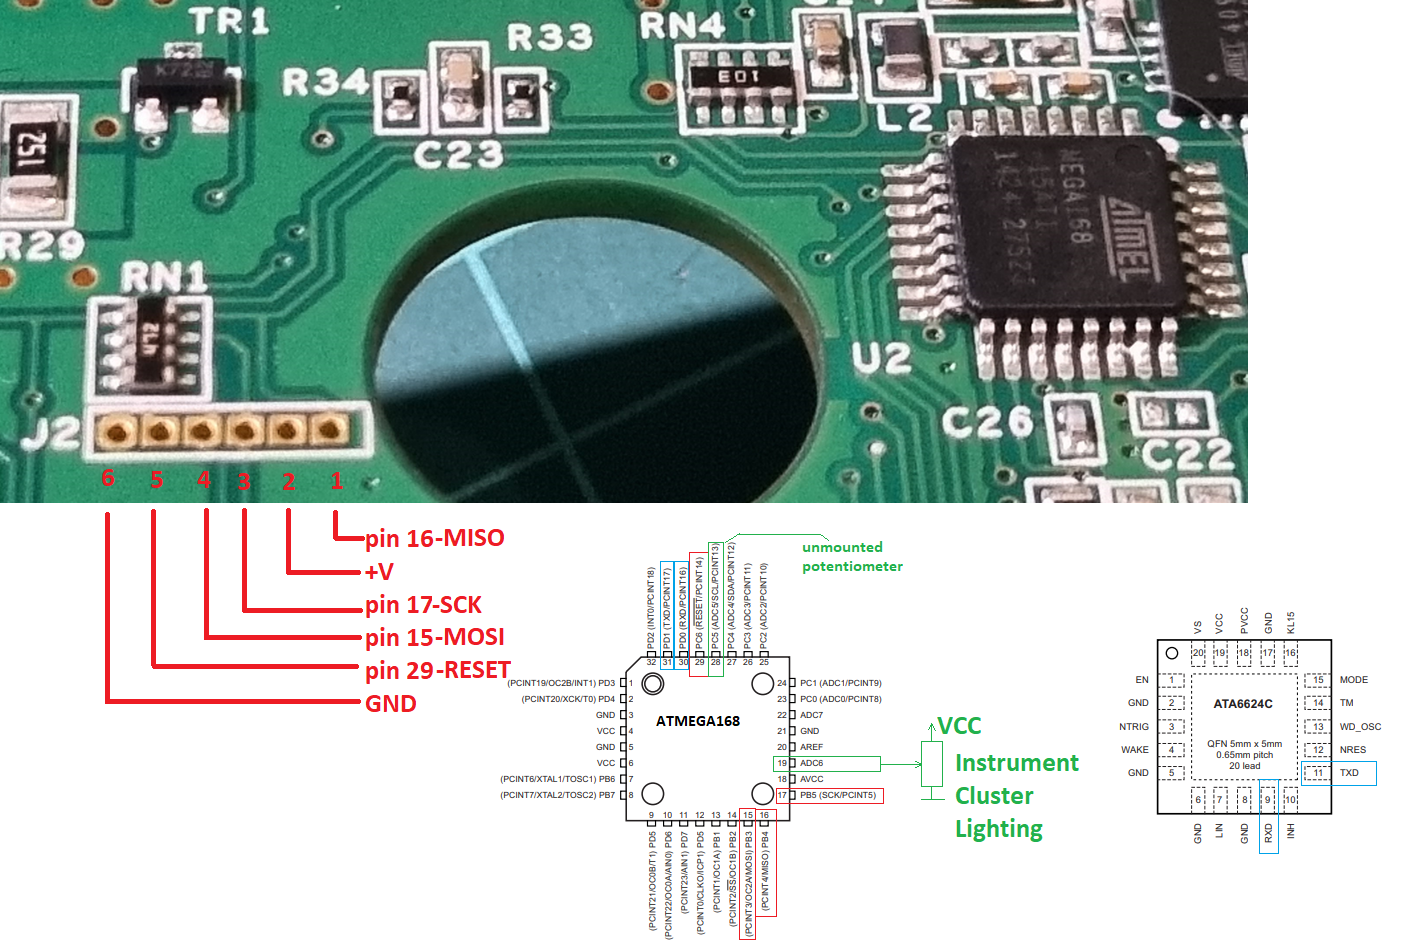 TR1
R33
RN4
R34
C23
L2
E01
K72
153
R29
RN1
472
J2
U2
MEGA168
15AT1
ATMEL
C26
C22
6 5 4 3 2 1
pin 16-MISO
+V
pin 17-SCK
pin 15-MOSI
pin 29-RESET
GND
unmounted
potentiometer
PD2 (INT0/PCINT18)
PD1 (TXD/PCINT17)
PD0 (RXD/PCINT16)
PC6 (RESET/PCINT14)
PC5 (ADC5/SCL/PCINT13)
PC4 (ADC4/SDA/PCINT12)
PC3 (ADC3/PCINT11)
PC2 (ADC2/PCINT10)
32 31 30 29 28 27 26 25
(PCINT19/OC2B/INT1) PD3 1
(PCINT20/XCK/T0) PD4 2
GND 3
VCC 4
GND 5
VCC 6
(PCINT6/XTAL1/TOSC1) PB6 7
(PCINT7/XTAL2/TOSC2) PB7 8
ATMEGA168
24 PC1 (ADC1/PCINT9)
23 PC0 (ADC0/PCINT8)
22 ADC7
21 GND
20 AREF
19 ADC6
18 AVCC
17 PB5 (SCK/PCINT5)
9 10 11 12 13 14 15 16
(PCINT21/OC0B/T1) PD5
(PCINT22/OC0A/AIN0) PD6
(PCINT23/AIN1) PD7
(PCINT0/CLKO/ICP1) PD5
(PCINT1/OC1A) PB1
(PCINT2/SS/OC1B) PB2
(PCINT3/OC2A/MOSI) PB3
(PCINT4/MISO) PB4
VCC
Instrument
Cluster
Lighting
VS VCC PVCC GND KL15
20 19 18 17 16
EN 1
GND 2
NTRIG 3
WAKE 4
GND 5
ATA6624C
QFN 5mm x 5mm
0.65mm pitch
20 lead
15 MODE
14 TM
13 WD_OSC
12 NRES
11 TXD
6 7 8 9 10
GND LIN GND RXD INH